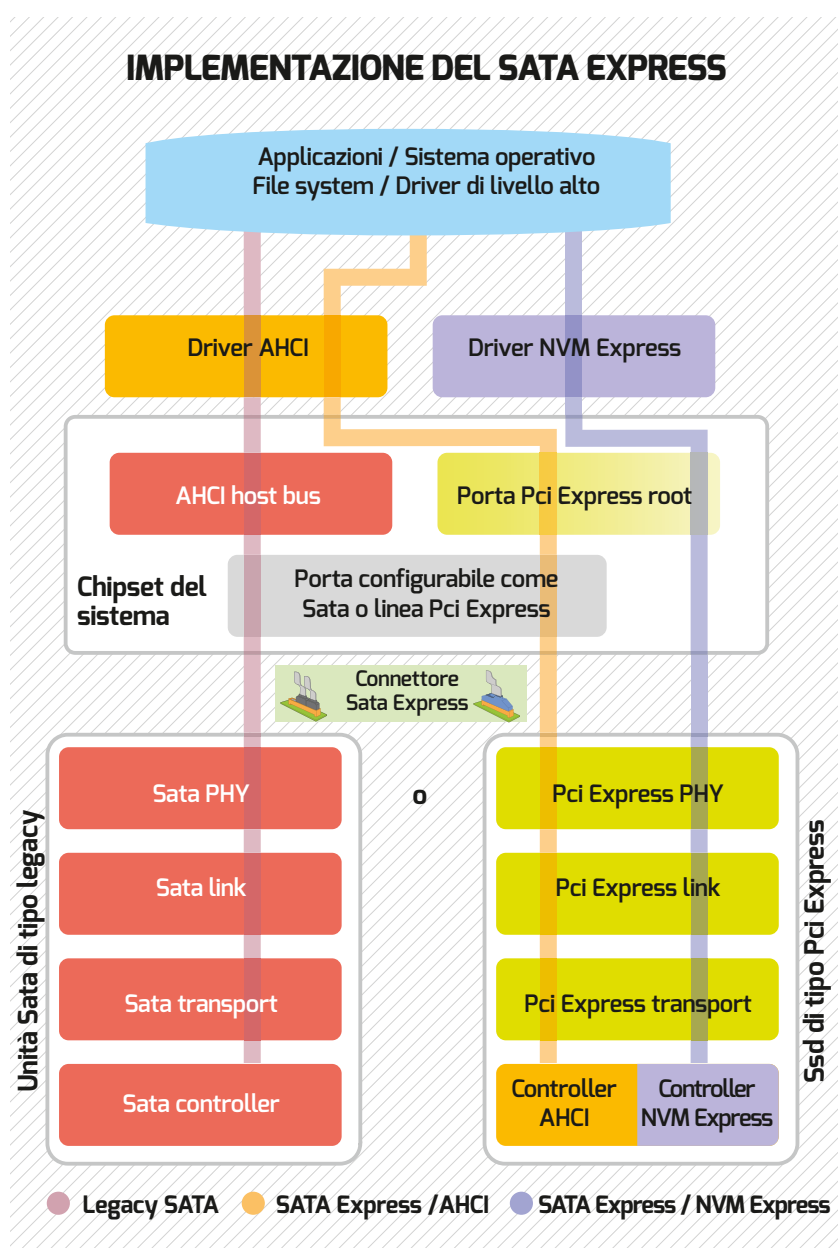 IMPLEMENTAZIONE DEL SATA EXPRESS
Applicazioni / Sistema operativo
File system / Driver di livello alto
Driver AHCI
Driver NVM Express
AHCI host bus
Porta Pci Express root
Chipset del
sistema
Porta configurabile come
Sata o linea Pci Express
Connettore
Sata Express
Unità Sata di tipo legacy
Sata PHY
Sata link
Sata transport
Sata controller
o
Pci Express PHY
Pci Express link
Pci Express transport
Controller
AHCI
Controller
NVM Express
Ssd di tipo Pci Express
Legacy SATA
SATA Express /AHCI
SATA Express / NVM Express